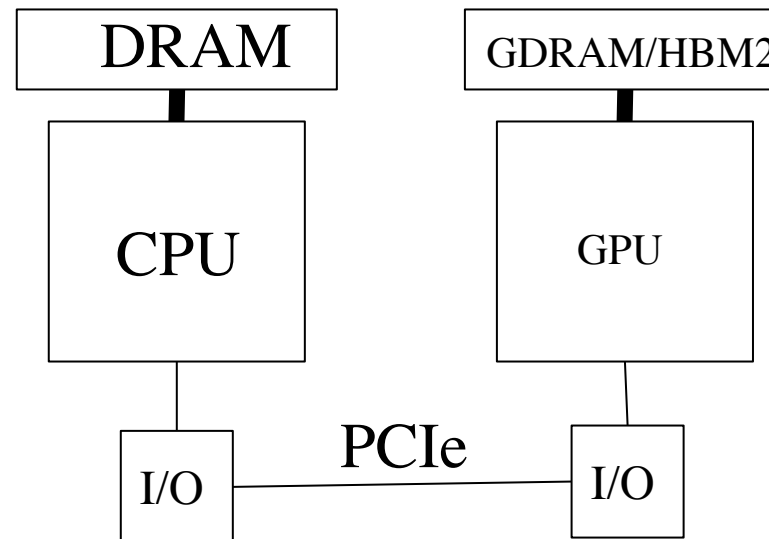 DRAM
GDRAM/HBM2
CPU
GPU
PCIe
I/O
I/O